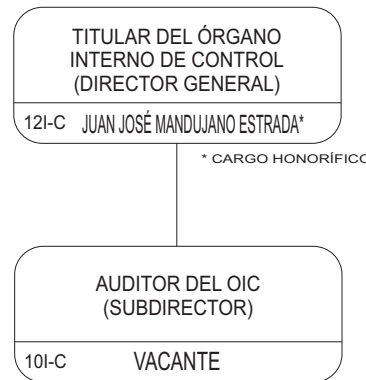 TITULAR DEL ÓRGANO
INTERNO DE CONTROL
(DIRECTOR GENERAL)
12I-C JUAN JOSÉ MANDUJANO ESTRADA*
* CARGO HONORÍFICO
AUDITOR DEL OIC
(SUBDIRECTOR)
10I-C VACANTE